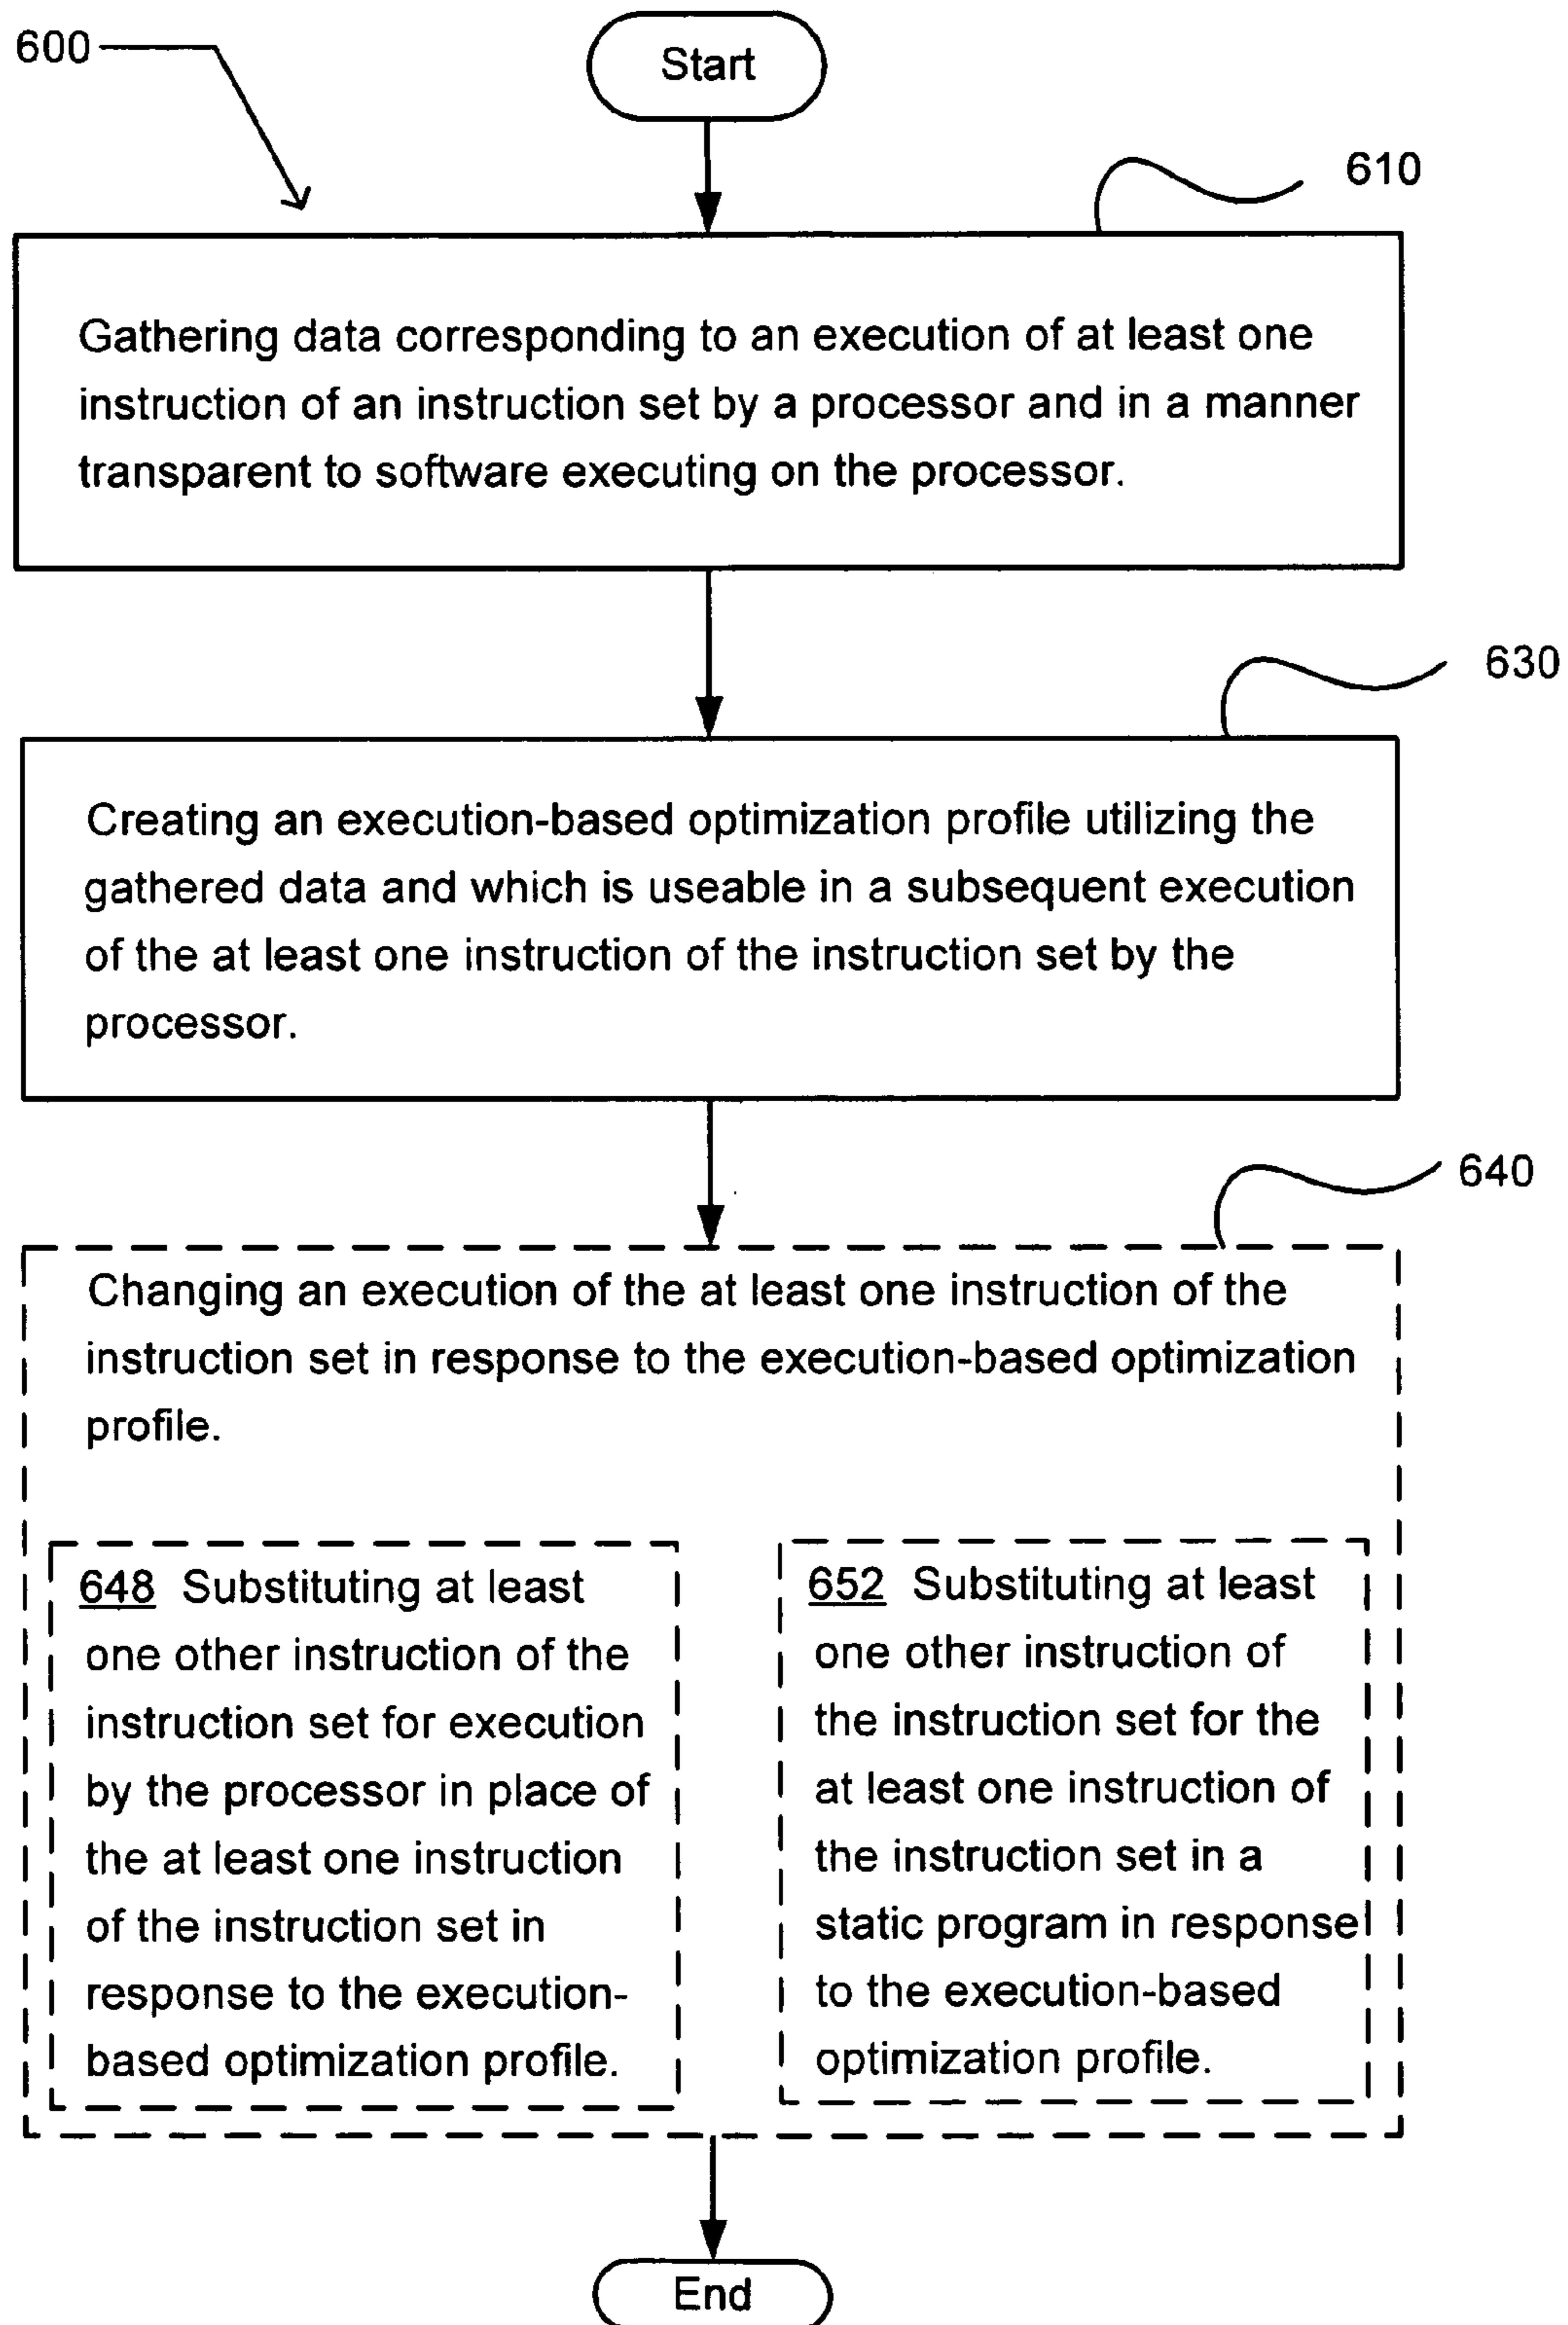 600
Start
610
Gathering data corresponding to an execution of at least one
instruction of an instruction set by a processor and in a manner
transparent to software executing on the processor.
630
Creating an execution-based optimization profile utilizing the
gathered data and which is useable in a subsequent execution
of the at least one instruction of the instruction set by the
processor.
640
Changing an execution of the at least one instruction of the
instruction set in response to the execution-based optimization
profile.
648 Substituting at least
one other instruction of the
instruction set for execution
by the processor in place of
the at least one instruction
of the instruction set in
response to the execution-
based optimization profile.
652 Substituting at least
one other instruction of
the instruction set for the
at least one instruction of
the instruction set in a
static program in response
to the execution-based
optimization profile.
End